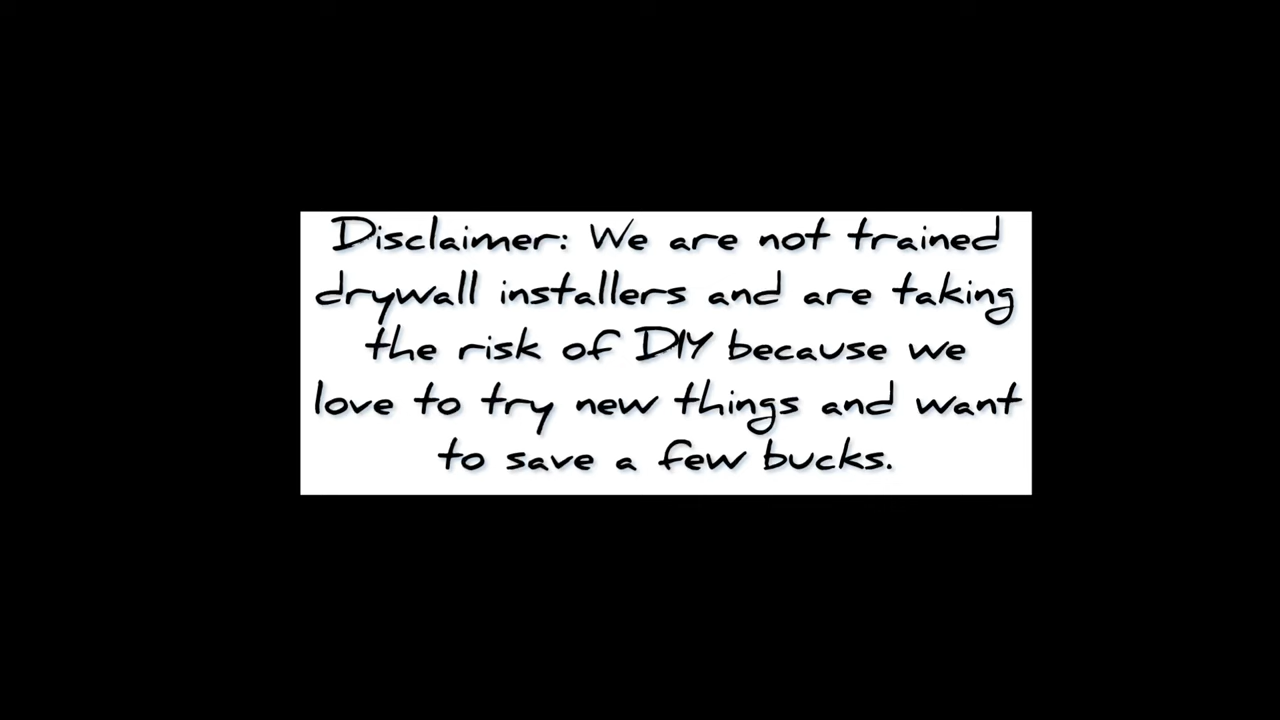 Disclaimer: We are not trained
drywall installers and are taking
the risk of DIY because we
love to try new things and want
to save a few bucks.